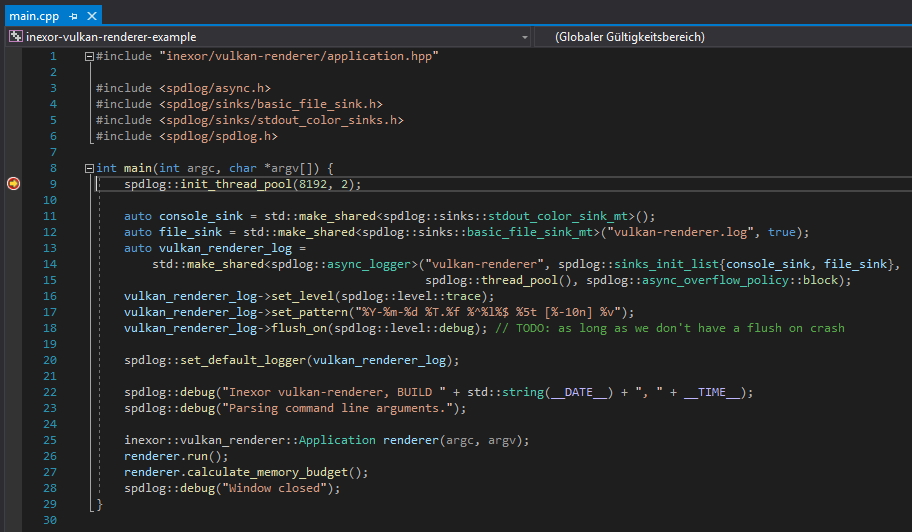 main.cpp
inexor-vulkan-renderer-example (Globaler Gültigkeitsbereich)
1 #include "inexor/vulkan-renderer/application.hpp"
2
3 #include <spdlog/async.h>
4 #include <spdlog/sinks/basic_file_sink.h>
5 #include <spdlog/sinks/stdout_color_sinks.h>
6 #include <spdlog/spdlog.h>
7
8 int main(int argc, char *argv[]) {
9 spdlog::init_thread_pool(8192, 2);
10
11 auto console_sink = std::make_shared<spdlog::sinks::stdout_color_sink_mt>();
12 auto file_sink = std::make_shared<spdlog::sinks::basic_file_sink_mt>("vulkan-renderer.log", true);
13 auto vulkan_renderer_log =
14 std::make_shared<spdlog::async_logger>("vulkan-renderer", spdlog::sinks_init_list{console_sink, file_sink},
15 spdlog::thread_pool(), spdlog::async_overflow_policy::block);
16 vulkan_renderer_log->set_level(spdlog::level::trace);
17 vulkan_renderer_log->set_pattern("%Y-%m-%d %T.%f %^%l%$ %5t [%-10n] %v");
18 vulkan_renderer_log->flush_on(spdlog::level::debug); // TODO: as long as we don't have a flush on crash
19
20 spdlog::set_default_logger(vulkan_renderer_log);
21
22 spdlog::debug("Inexor vulkan-renderer, BUILD " + std::string(__DATE__) + ", " + __TIME__);
23 spdlog::debug("Parsing command line arguments.");
24
25 inexor::vulkan_renderer::Application renderer(argc, argv);
26 renderer.run();
27 renderer.calculate_memory_budget();
28 spdlog::debug("Window closed");
29 }
30